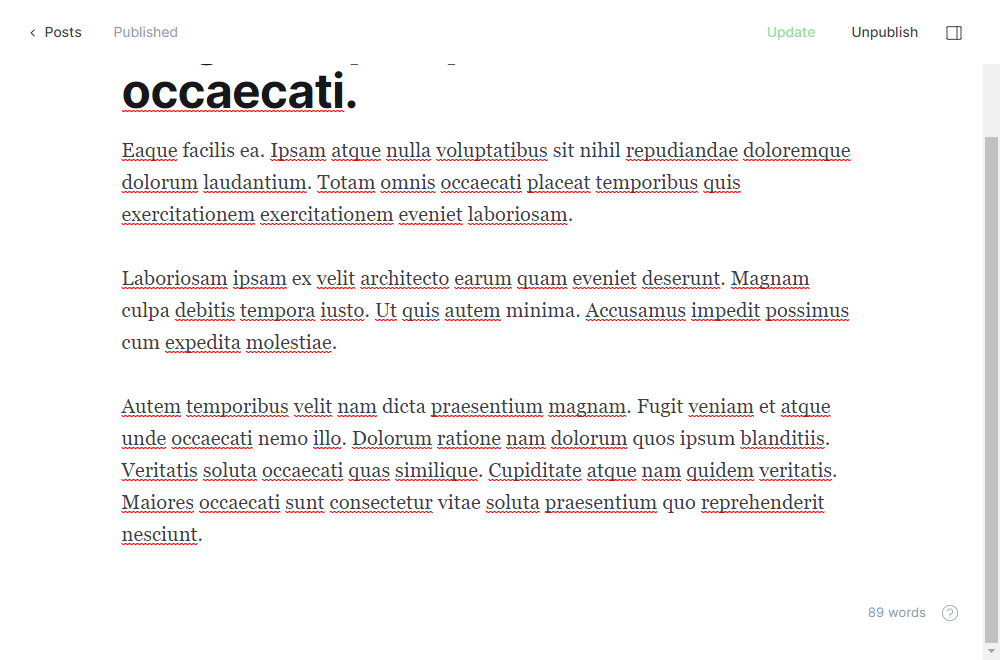 Posts Published Update Unpublish
occaecati.
Eaque facilis ea. Ipsam atque nulla voluptatibus sit nihil repudiandae doloremque
dolorum laudantium. Totam omnis occaecati placeat temporibus quis
exercitationem exercitationem eveniet laboriosam.
Laboriosam ipsam ex velit architecto earum quam eveniet deserunt. Magnam
culpa debitis tempora iusto. Ut quis autem minima. Accusamus impedit possimus
cum expedita molestiae.
Autem temporibus velit nam dicta praesentium magnam. Fugit veniam et atque
unde occaecati nemo illo. Dolorum ratione nam dolorum quos ipsum blanditiis.
Veritatis soluta occaecati quas similique. Cupiditate atque nam quidem veritatis.
Maiores occaecati sunt consectetur vitae soluta praesentium quo reprehenderit
nesciunt.
89 words ?